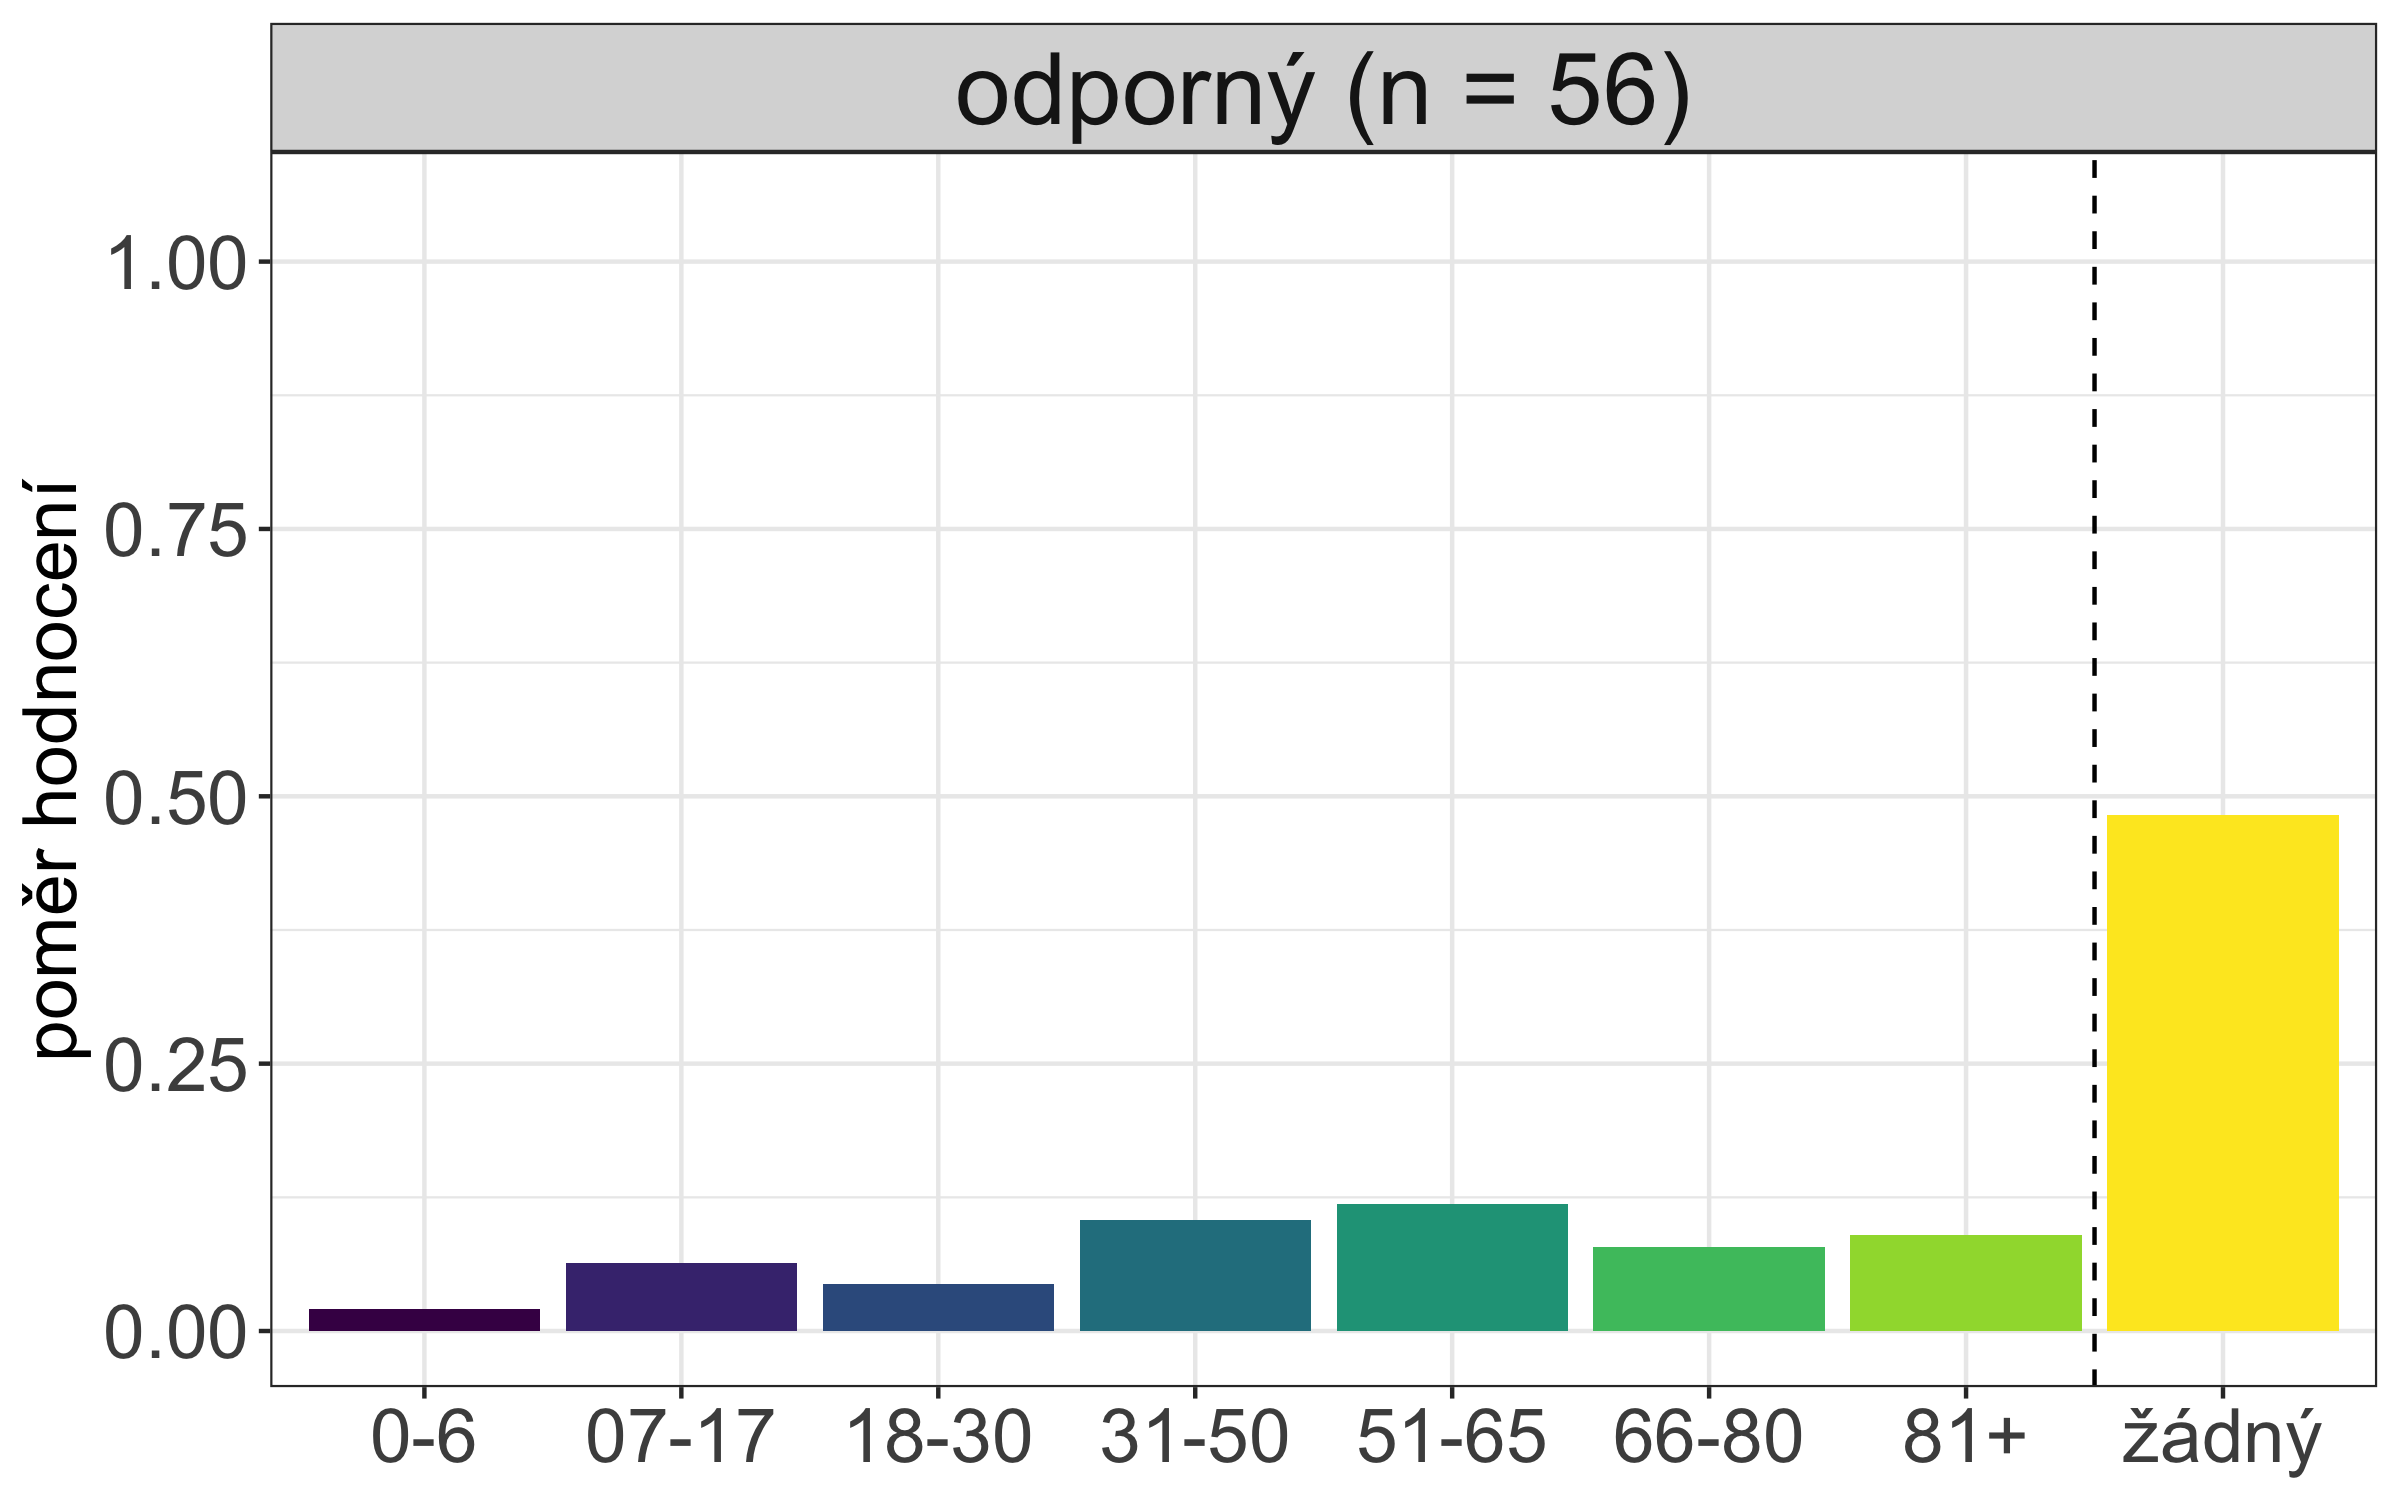 odporný (n = 56)
poměr hodnocení
1.00
0.75
0.50
0.25
0.00
0-6 07-17 18-30 31-50 51-65 66-80 81+ žádný